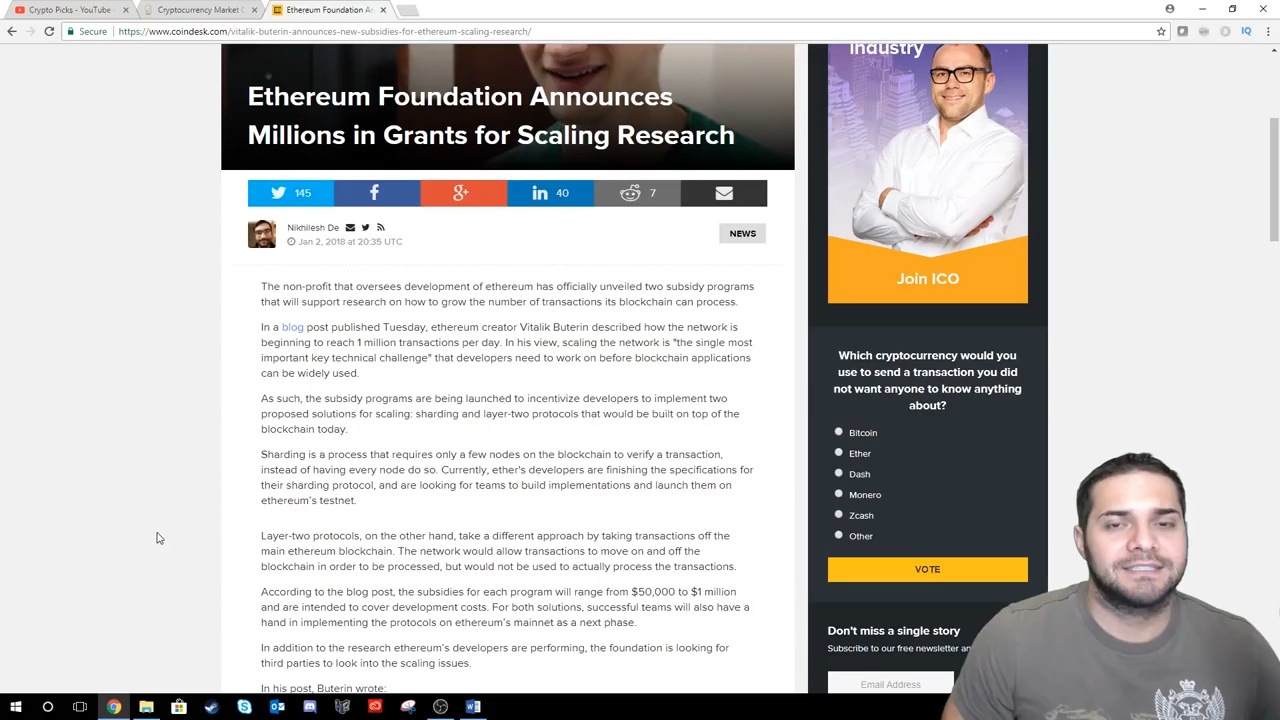 Crypto Picks - YouTube
Cryptocurrency Market C
Ethereum Foundation An
Secure
https://www.coindesk.com/vitalik-buterin-announces-new-subsidies-for-ethereum-scaling-research/
industry
Ethereum Foundation Announces
Millions in Grants for Scaling Research
145
40
7
Nikhilesh De
Jan 2, 2018 at 20:35 UTC
NEWS
Join ICO
The non-profit that oversees development of ethereum has officially unveiled two subsidy programs
that will support research on how to grow the number of transactions its blockchain can process.
In a blog post published Tuesday, ethereum creator Vitalik Buterin described how the network is
beginning to reach 1 million transactions per day. In his view, scaling the network is "the single most
important key technical challenge" that developers need to work on before blockchain applications
can be widely used.
As such, the subsidy programs are being launched to incentivize developers to implement two
proposed solutions for scaling: sharding and layer-two protocols that would be built on top of the
blockchain today.
Sharding is a process that requires only a few nodes on the blockchain to verify a transaction,
instead of having every node do so. Currently, ether's developers are finishing the specifications for
their sharding protocol, and are looking for teams to build implementations and launch them on
ethereum's testnet.
Layer-two protocols, on the other hand, take a different approach by taking transactions off the
main ethereum blockchain. The network would allow transactions to move on and off the
blockchain in order to be processed, but would not be used to actually process the transactions.
According to the blog post, the subsidies for each program will range from $50,000 to $1 million
and are intended to cover development costs. For both solutions, successful teams will also have a
hand in implementing the protocols on ethereum's mainnet as a next phase.
In addition to the research ethereum's developers are performing, the foundation is looking for
third parties to look into the scaling issues.
In his post, Buterin wrote:
Which cryptocurrency would you
use to send a transaction you did
not want anyone to know anything
about?
Bitcoin
Ether
Dash
Monero
Zcash
Other
VOTE
Don't miss a single story
Subscribe to our free newsletter an
Email Address